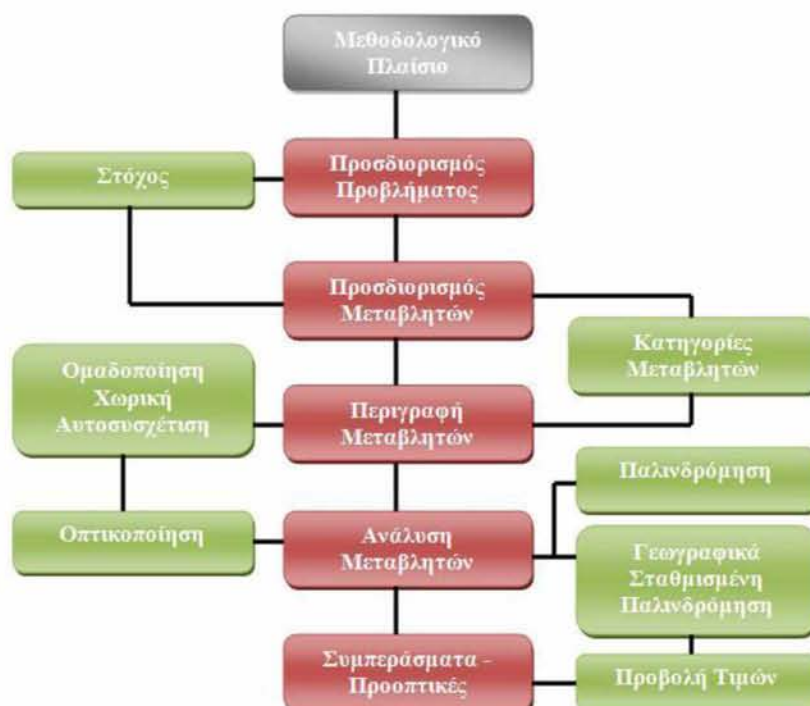 Μεθοδολογικό
Πλαίσιο
Στόχος
Προσδιορισμός
Προβλήματος
Προσδιορισμός
Μεταβλητών
Κατηγορίες
Μεταβλητών
Ομαδοποίηση
Χωρική
Αυτοσυσχέτιση
Περιγραφή
Μεταβλητών
Παλινδρόμηση
Οπτικοποίηση
Ανάλυση
Μεταβλητών
Γεωγραφικά
Σταθμισμένη
Παλινδρόμηση
Συμπεράσματα –
Προοπτικές
Προβολή Τιμών